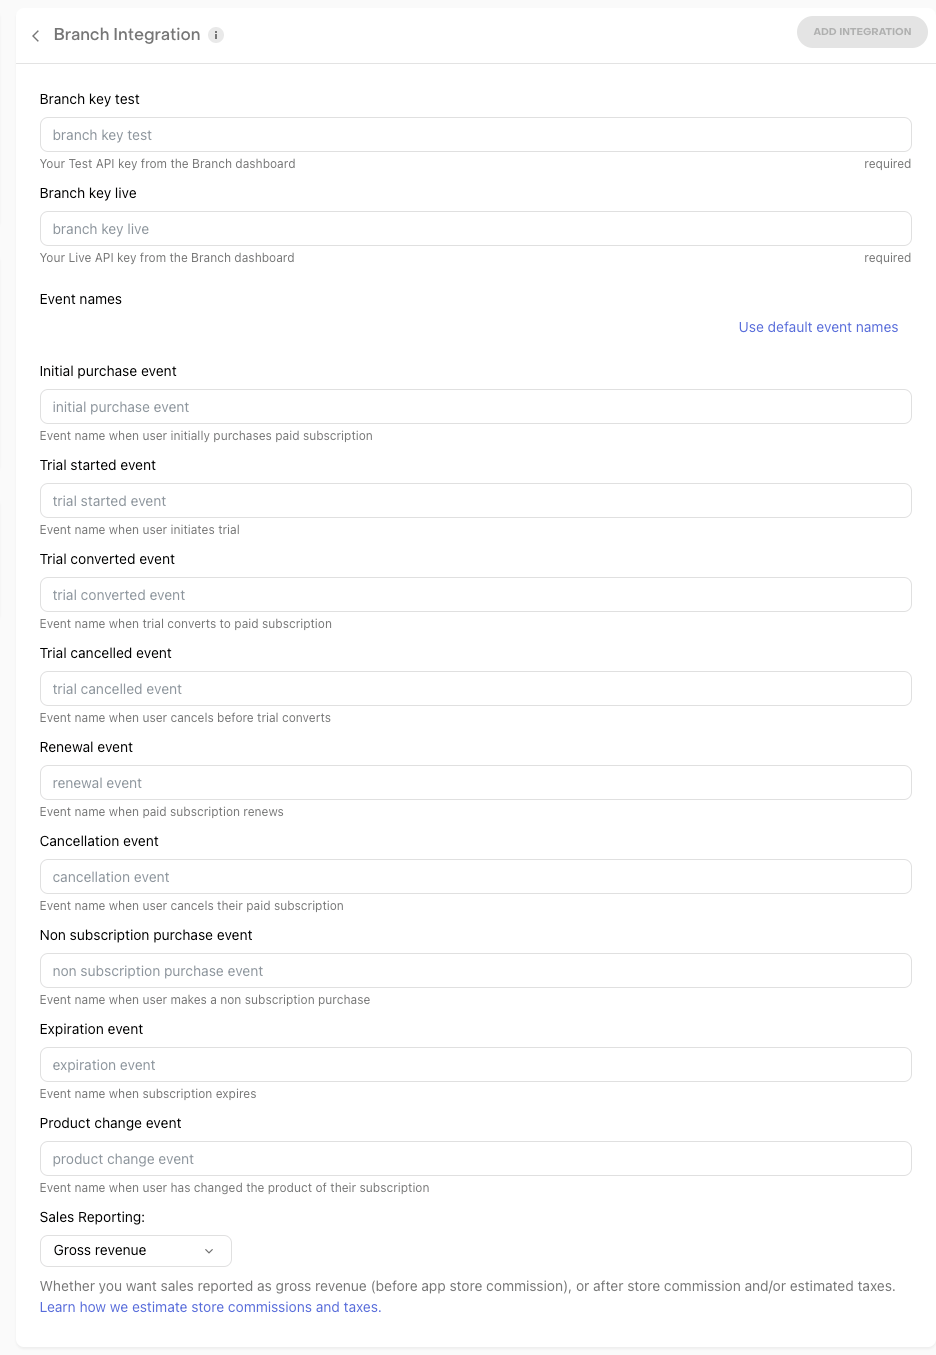 Branch Integration
ADD INTEGRATION
Branch key test
branch key test
Your Test API key from the Branch dashboard required
Branch key live
branch key live
Your Live API key from the Branch dashboard required
Event names
Use default event names
Initial purchase event
initial purchase event
Event name when user initially purchases paid subscription
Trial started event
trial started event
Event name when user initiates trial
Trial converted event
trial converted event
Event name when trial converts to paid subscription
Trial cancelled event
trial cancelled event
Event name when user cancels before trial converts
Renewal event
renewal event
Event name when paid subscription renews
Cancellation event
cancellation event
Event name when user cancels their paid subscription
Non subscription purchase event
non subscription purchase event
Event name when user makes a non subscription purchase
Expiration event
expiration event
Event name when subscription expires
Product change event
product change event
Event name when user has changed the product of their subscription
Sales Reporting:
Gross revenue
Whether you want sales reported as gross revenue (before app store commission), or after store commission and/or estimated taxes.
Learn how we estimate store commissions and taxes.